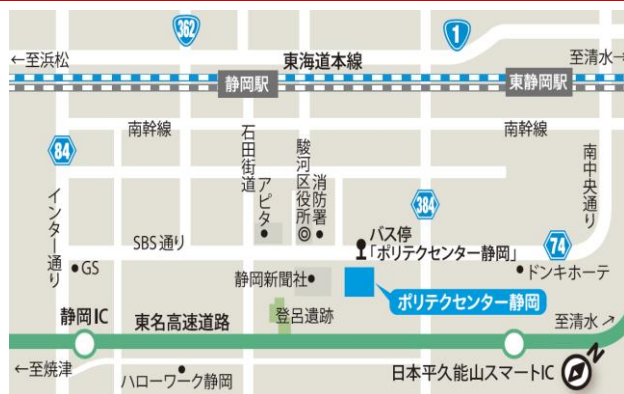 362
1
←至浜松
東海道本線
至清水→
静岡駅
東静岡駅
南幹線
南幹線
84
石田街道
駿河区役所
消防署
アピタ
384
南中央通り
インター通り
SBS通り
バス停
「ポリテクセンター静岡」
74
GS
静岡新聞社
ドンキホーテ
ポリテクセンター静岡
静岡IC
東名高速道路
登呂遺跡
至清水↗
←至焼津
ハローワーク静岡
日本平久能山スマートIC
N